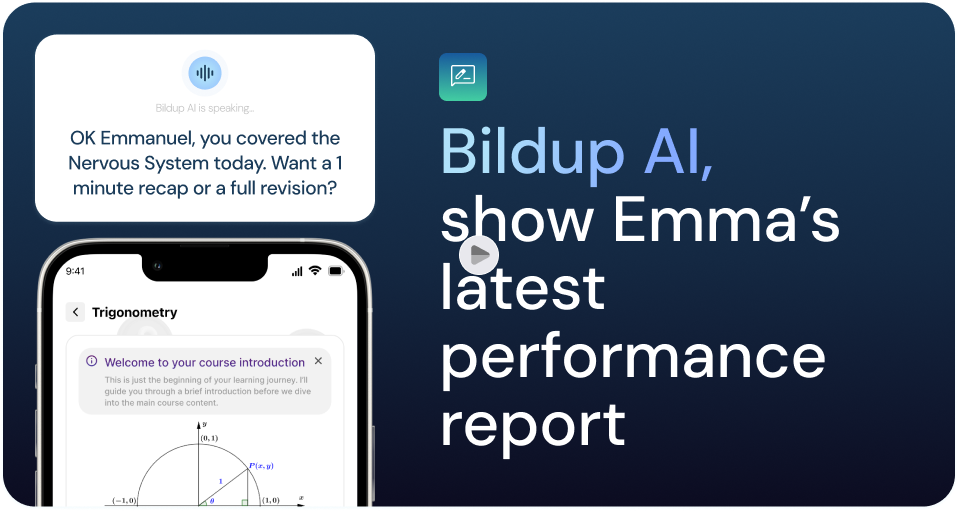 Bildup AI is speaking...
OK Emmanuel, you covered the
Nervous System today. Want a 1
minute recap or a full revision?
9:41
Trigonometry
Welcome to your course introduction
This is just the beginning of your learning journey. I'll
guide you through a brief introduction before we dive
into the main course content.
y
(0, 1)
P(x, y)
1
θ
(−1, 0)
(1, 0)
x
Bildup AI,
show Emma’s
latest
performance
report